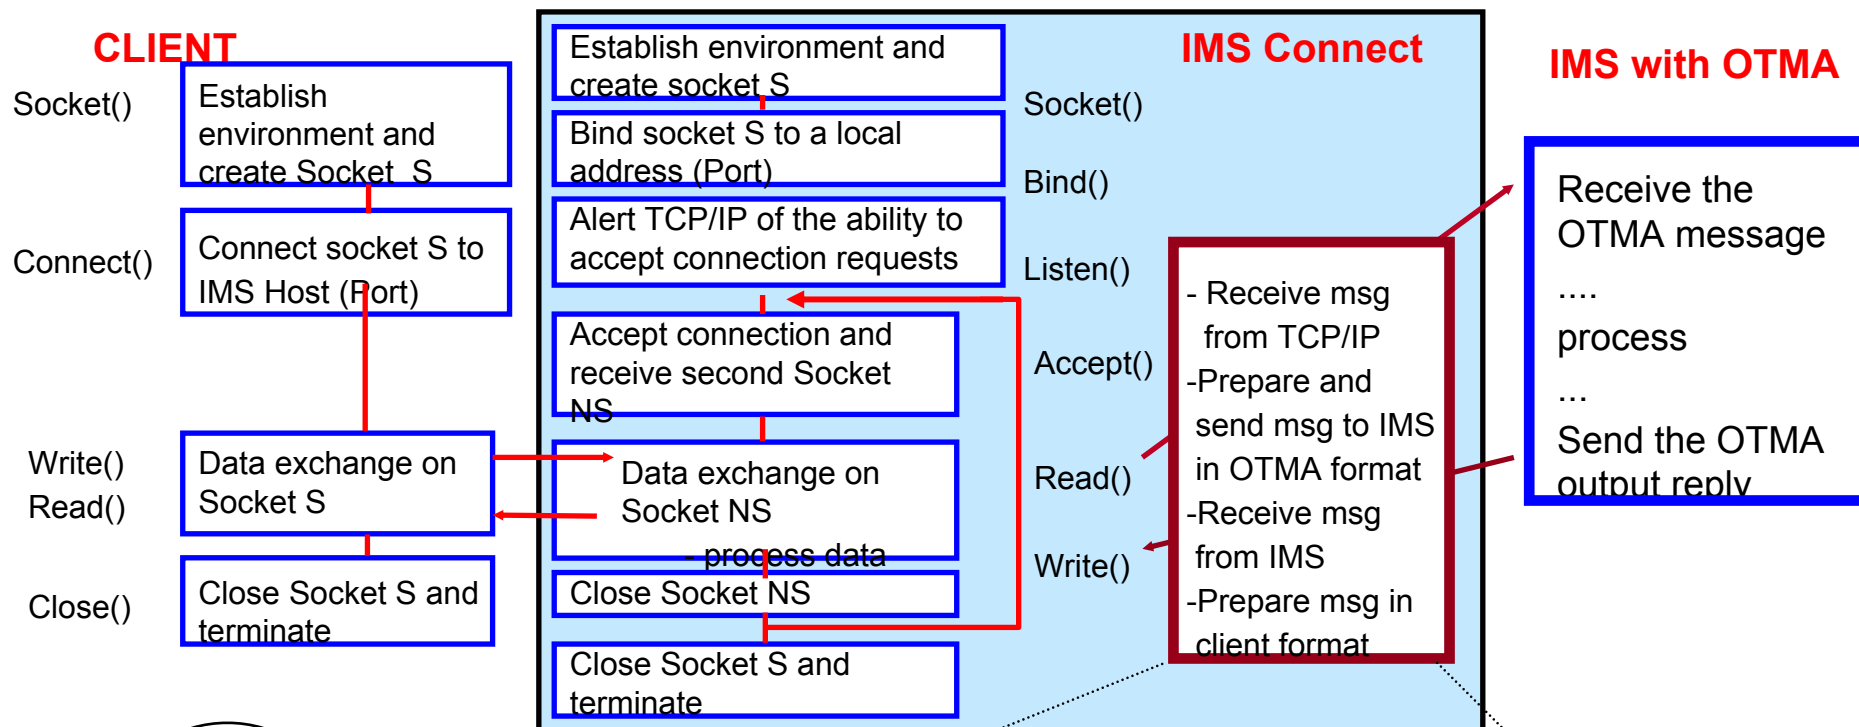 CLIENT
Socket()
Establish
environment and
create Socket S
Connect()
Connect socket S to
IMS Host (Port)
Write()
Read()
Data exchange on
Socket S
Close()
Close Socket S and
terminate
IMS Connect
Establish environment and
create socket S
Socket()
Bind socket S to a local
address (Port)
Bind()
Alert TCP/IP of the ability to
accept connection requests
Listen()
Accept connection and
receive second Socket
NS
Accept()
Data exchange on
Socket NS
- process data
Read()
Write()
Close Socket NS
Close Socket S and
terminate
- Receive msg
from TCP/IP
-Prepare and
send msg to IMS
in OTMA format
-Receive msg
from IMS
-Prepare msg in
client format
IMS with OTMA
Receive the
OTMA message
....
process
...
Send the OTMA
output reply